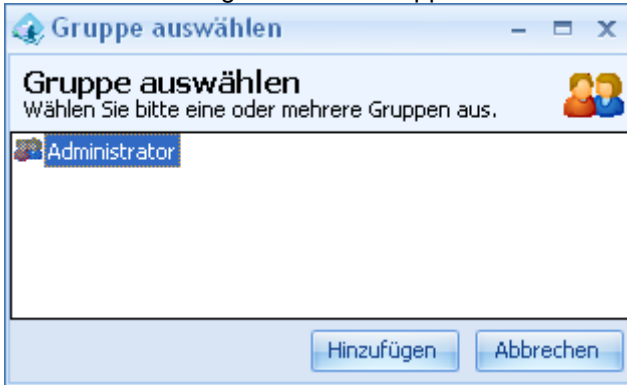 Gruppe auswählen
Gruppe auswählen
Wählen Sie bitte eine oder mehrere Gruppen aus.
Administrator
Hinzufügen Abbrechen